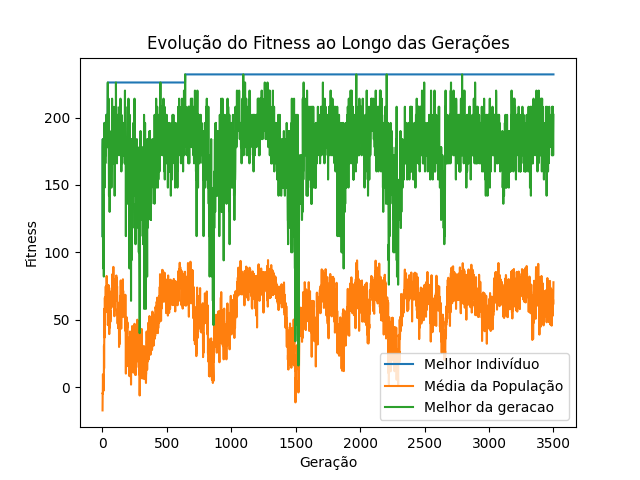 Evolução do Fitness ao Longo das Gerações
Fitness
200
150
100
50
0
0 500 1000 1500 2000 2500 3000 3500
Geração
Melhor Indivíduo
Média da População
Melhor da geracao